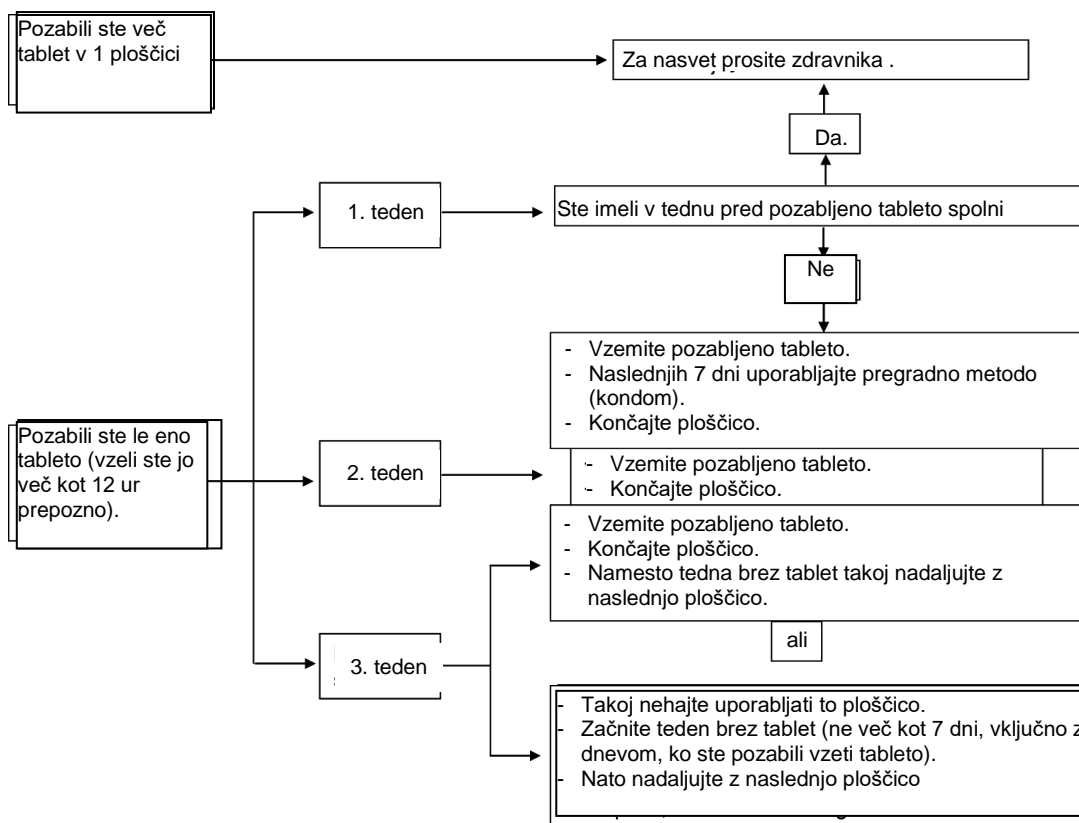 Pozabili ste več
tablet v 1 ploščici
Za nasvet prosite zdravnika .
Da.
1. teden
Ste imeli v tednu pred pozabljeno tableto spolni
Ne
- Vzemite pozabljeno tableto.
- Naslednjih 7 dni uporabljajte pregradno metodo
(kondom).
- Končajte ploščico.
Pozabili ste le eno
tableto (vzeli ste jo
več kot 12 ur
prepozno).
2. teden
- Vzemite pozabljeno tableto.
- Končajte ploščico.
- Vzemite pozabljeno tableto.
- Končajte ploščico.
- Namesto tedna brez tablet takoj nadaljujte z
naslednjo ploščico.
ali
3. teden
- Takoj nehajte uporabljati to ploščico.
- Začnite teden brez tablet (ne več kot 7 dni, vključno z
dnevom, ko ste pozabili vzeti tableto).
- Nato nadaljujte z naslednjo ploščico